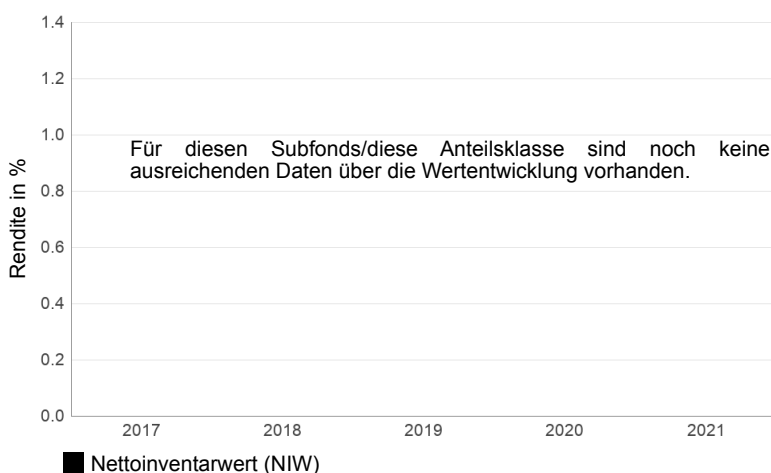 1.4
1.2
1.0
Für diesen Subfonds/diese Anteilsklasse sind noch keine
ausreichenden Daten über die Wertentwicklung vorhanden.
0.8
0.6
0.4
0.2
0.0
Rendite in %
2017 2018 2019 2020 2021
Nettoinventarwert (NIW)